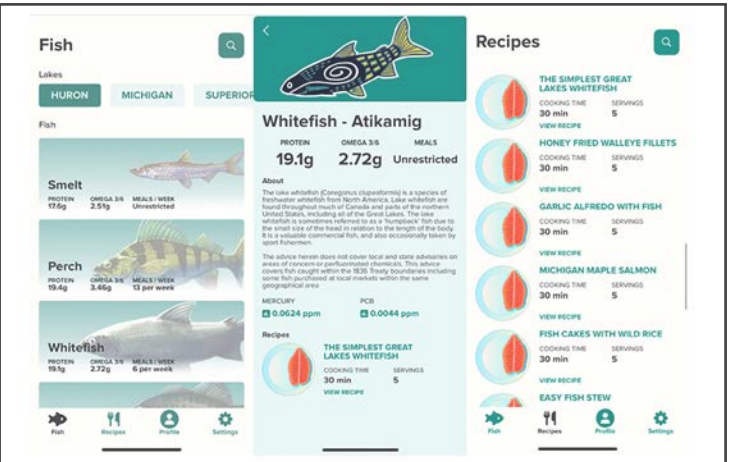 Fish
Lakes
HURON MICHIGAN SUPERIOR
Fish
Smelt
PROTEIN OMEGA 3/6 MEALS / WEEK
17.6g 2.51g Unrestricted
Perch
PROTEIN OMEGA 3/6 MEALS / WEEK
19.4g 3.46g 13 per week
Whitefish
PROTEIN OMEGA 3/6 MEALS / WEEK
19.1g 2.72g 6 per week
Fish Recipes Profile Settings
Whitefish - Atikamig
PROTEIN OMEGA 3/6 MEALS
19.1g 2.72g Unrestricted
About
The lake whitefish (Coregonus clupeaformis) is a species of
freshwater whitefish from North America. Lake whitefish are
found throughout much of Canada and parts of the northern
United States, including all of the Great Lakes. The lake
whitefish is sometimes referred to as a 'humpback' fish due to
the small size of the head in relation to the length of the body.
It is a valuable commercial fish, and also occasionally taken by
sport fishermen.
The advice herein does not cover local and state advisories on
areas of concern or perfluorinated chemicals. This advice
covers fish caught within the 1836 Treaty boundaries including
some fish purchased at local markets within the same
geographical area
MERCURY PCB
0.0624 ppm 0.0044 ppm
Recipes
THE SIMPLEST GREAT
LAKES WHITEFISH
COOKING TIME SERVINGS
30 min 5
VIEW RECIPE
Recipes
THE SIMPLEST GREAT
LAKES WHITEFISH
COOKING TIME SERVINGS
30 min 5
VIEW RECIPE
HONEY FRIED WALLEYE FILLETS
COOKING TIME SERVINGS
30 min 5
VIEW RECIPE
GARLIC ALFREDO WITH FISH
COOKING TIME SERVINGS
30 min 5
VIEW RECIPE
MICHIGAN MAPLE SALMON
COOKING TIME SERVINGS
30 min 5
VIEW RECIPE
FISH CAKES WITH WILD RICE
COOKING TIME SERVINGS
30 min 5
VIEW RECIPE
EASY FISH STEW
Fish Recipes Profile Settings